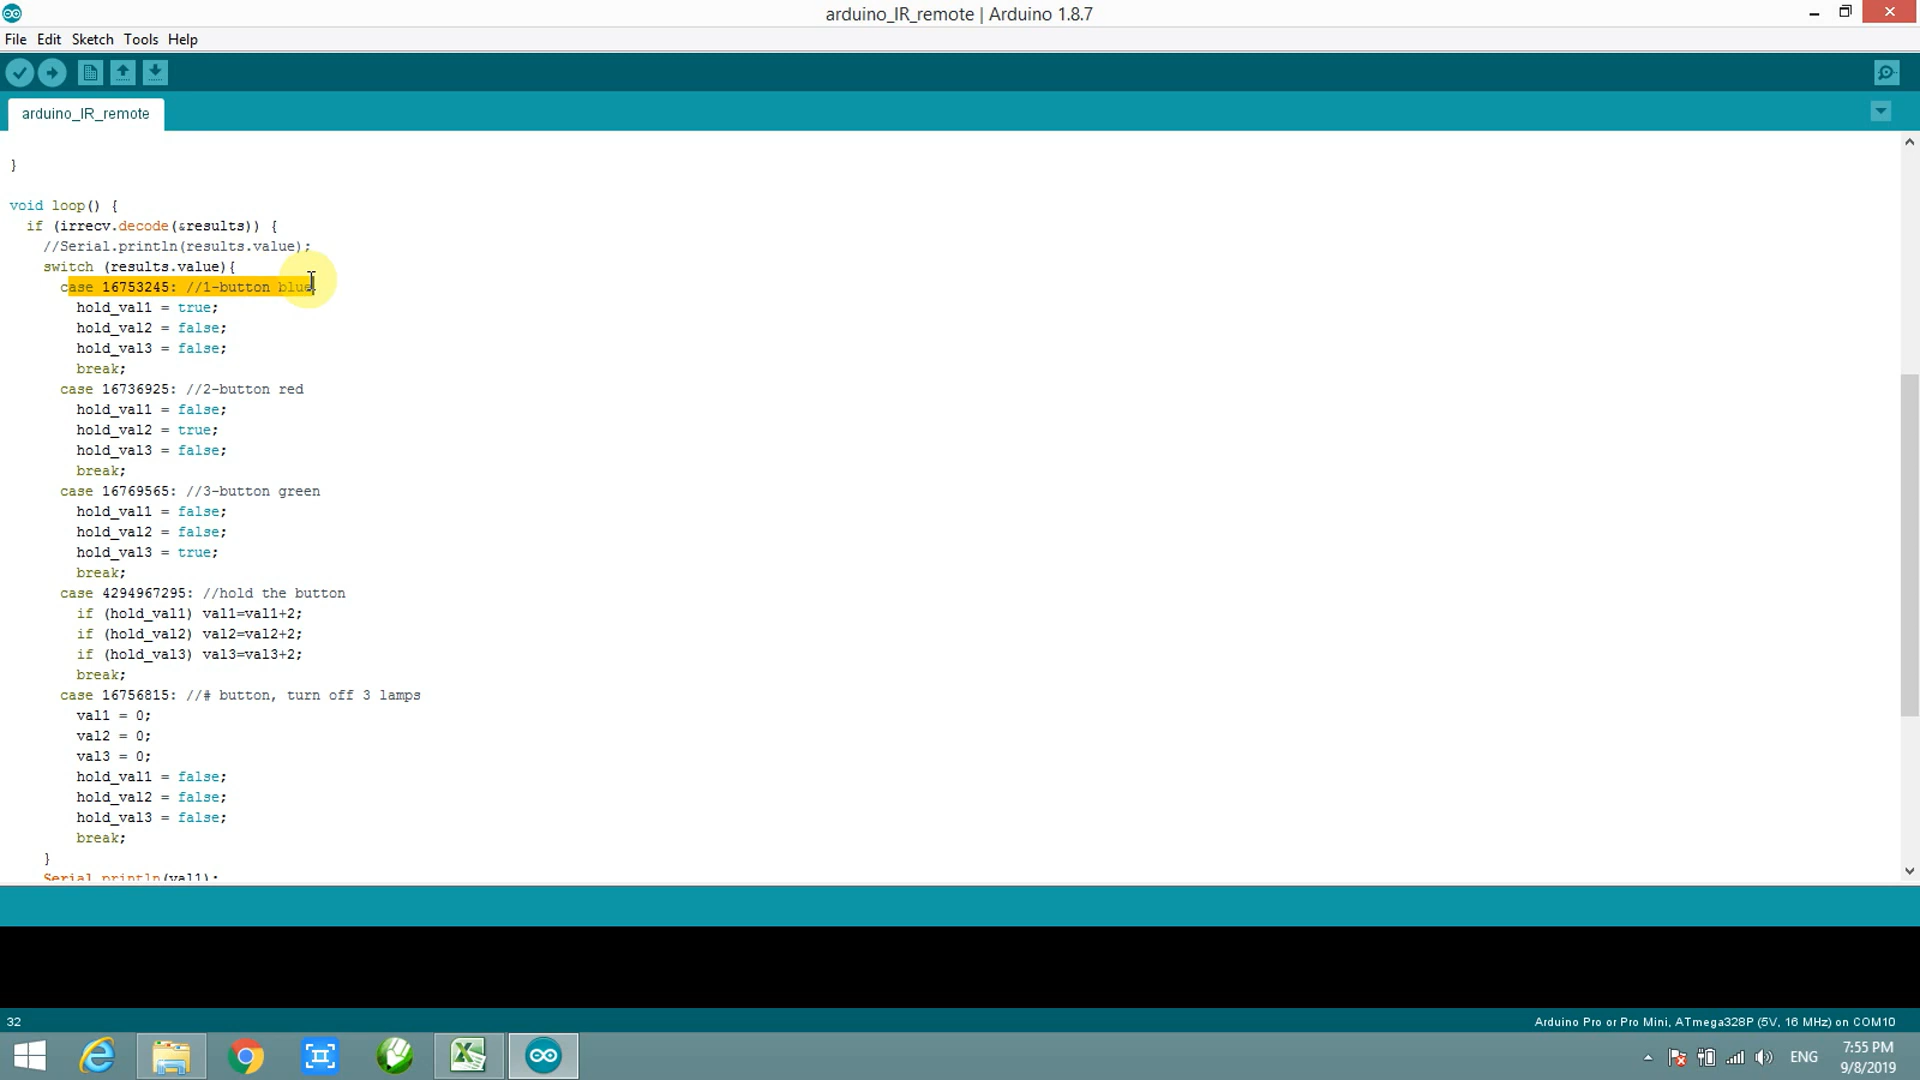 arduino_IR_remote | Arduino 1.8.7
File Edit Sketch Tools Help
arduino_IR_remote
}
void loop() {
if (irrecv.decode(&results)) {
//Serial.println(results.value);
switch (results.value){
case 16753245: //1-button blue
hold_val1 = true;
hold_val2 = false;
hold_val3 = false;
break;
case 16736925: //2-button red
hold_val1 = false;
hold_val2 = true;
hold_val3 = false;
break;
case 16769565: //3-button green
hold_val1 = false;
hold_val2 = false;
hold_val3 = true;
break;
case 4294967295: //hold the button
if (hold_val1) val1=val1+2;
if (hold_val2) val2=val2+2;
if (hold_val3) val3=val3+2;
break;
case 16756815: //# button, turn off 3 lamps
val1 = 0;
val2 = 0;
val3 = 0;
hold_val1 = false;
hold_val2 = false;
hold_val3 = false;
break;
}
Serial.println(val1);
32
Arduino Pro or Pro Mini, ATmega328P (5V, 16 MHz) on COM10
ENG
7:55 PM
9/8/2019